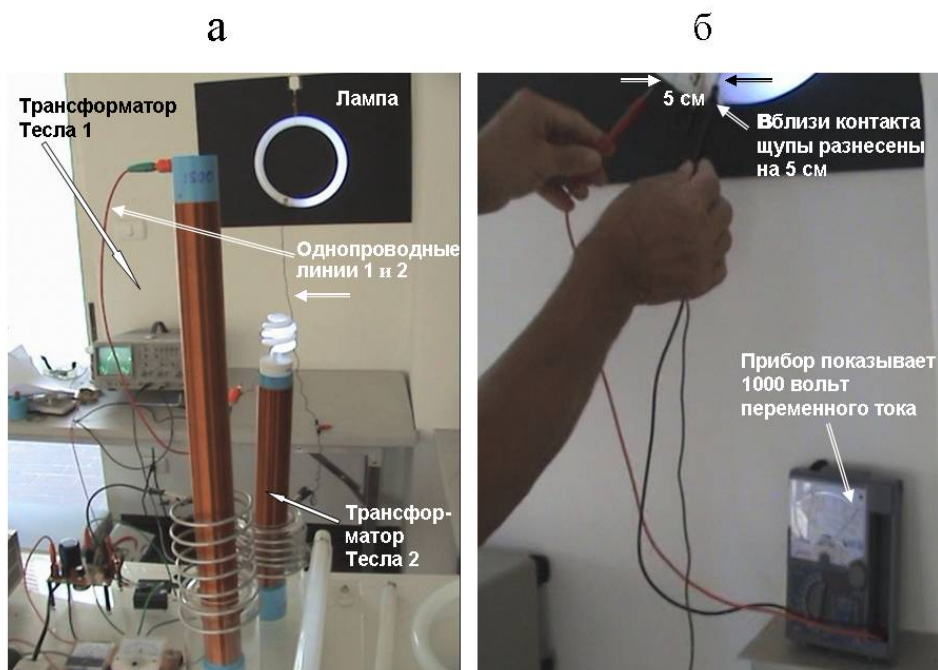 а
б
Трансформатор
Тесла 1
Лампа
Однопроводные
линии 1 и 2
Трансфор-
матор
Тесла 2
5 см
Вблизи контакта
щупы разнесены
на 5 см
Прибор показывает
1000 вольт
переменного тока